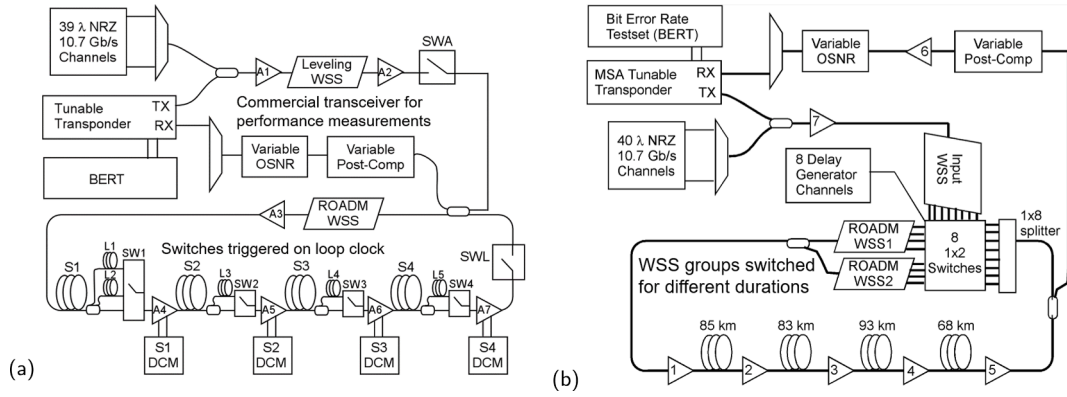 39 λ NRZ
10.7 Gb/s
Channels
A1
Leveling
WSS
A2
SWA
Tunable
Transponder
TX
RX
Commercial transceiver for
performance measurements
BERT
Variable
OSNR
Variable
Post-Comp
A3
ROADM
WSS
Switches triggered on loop clock
SWL
S1
L1
L2
SW1
S2
L3
SW2
S3
L4
SW3
S4
L5
SW4
A4
A5
A6
A7
S1
DCM
S2
DCM
S3
DCM
S4
DCM
(a)
Bit Error Rate
Testset (BERT)
MSA Tunable
Transponder
RX
TX
Variable
OSNR
6
Variable
Post-Comp
40 λ NRZ
10.7 Gb/s
Channels
7
Input
WSS
8 Delay
Generator
Channels
1x8
splitter
ROADM
WSS1
ROADM
WSS2
8
1x2
Switches
WSS groups switched
for different durations
85 km
83 km
93 km
68 km
1
2
3
4
5
(b)